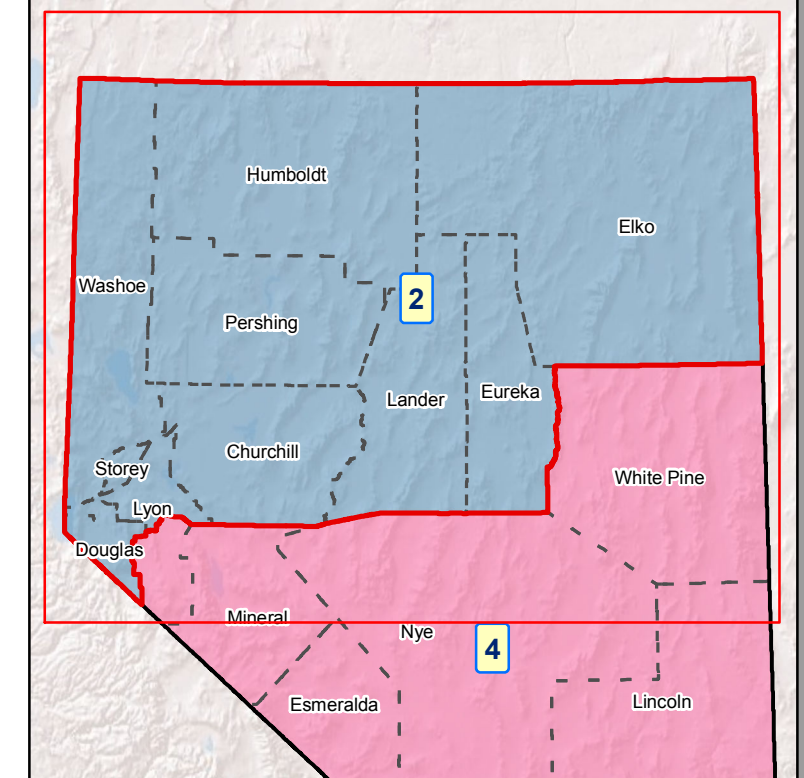 Humboldt
Elko
Washoe
2
Pershing
Eureka
Lander
Churchill
Storey
White Pine
Lyon
Douglas
Mineral
Nye
4
Esmeralda
Lincoln